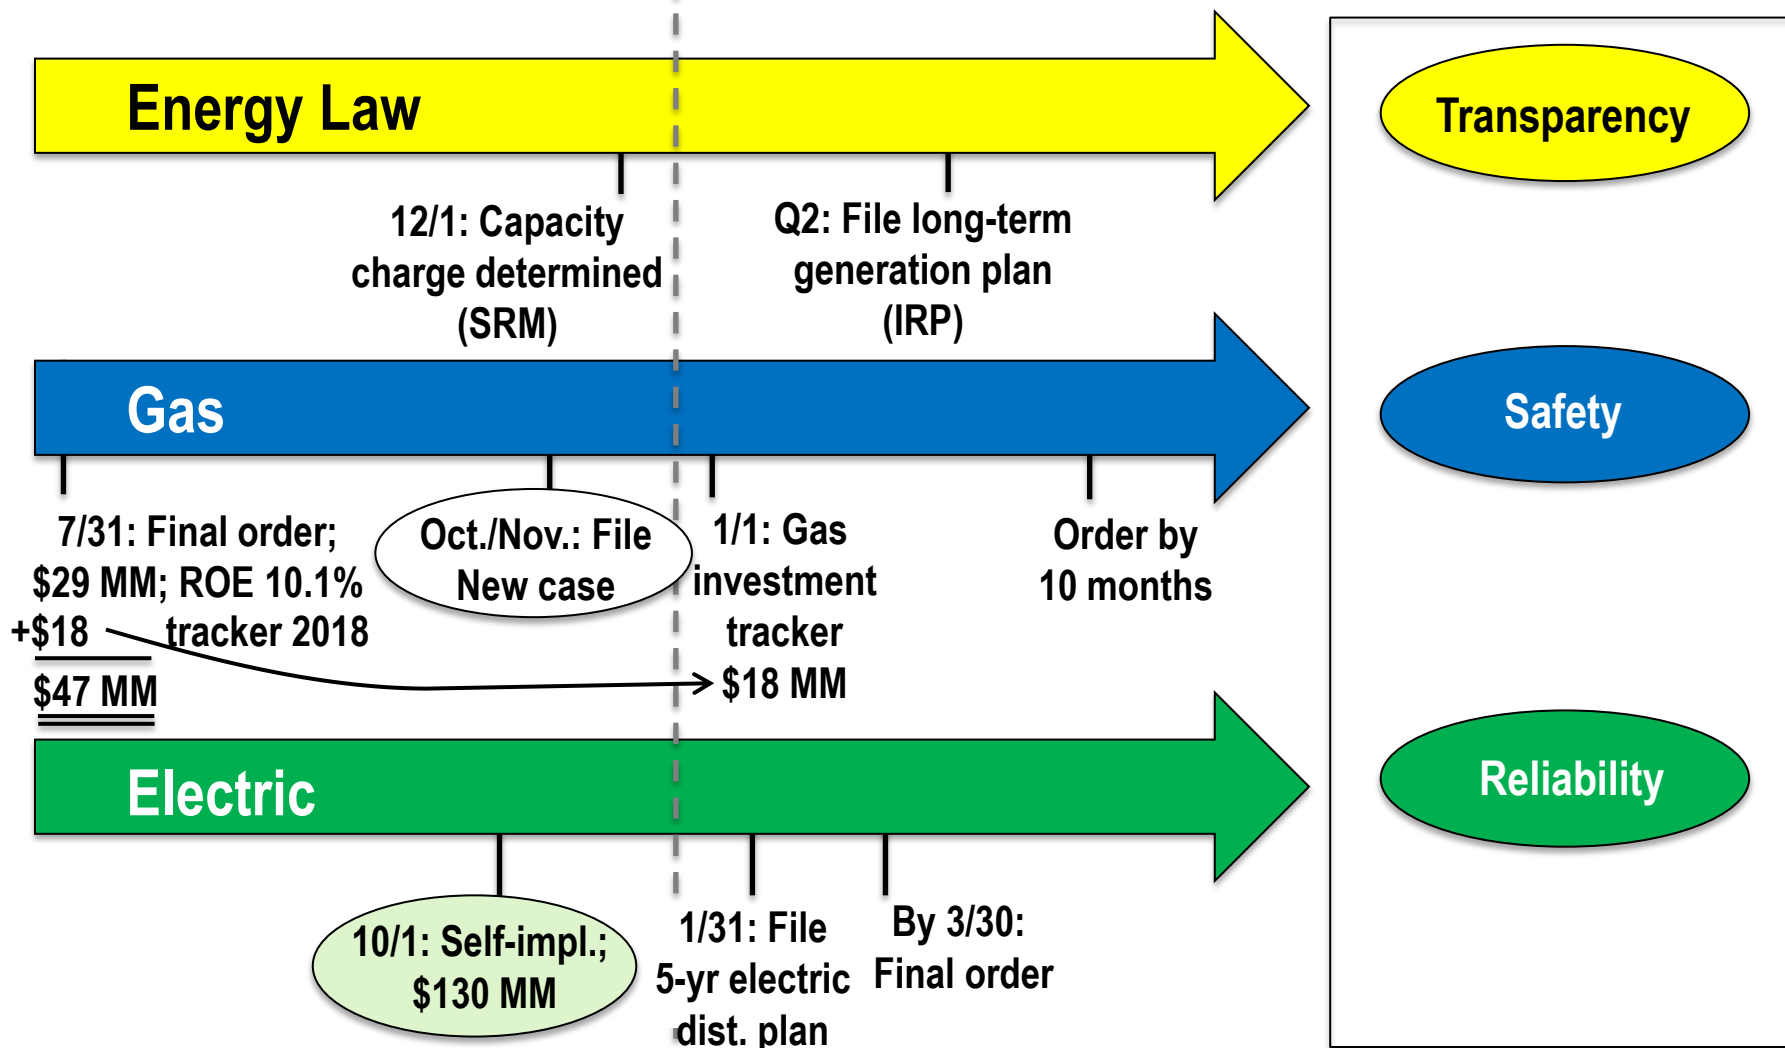 Energy Law
Transparency
12/1: Capacity
charge determined
(SRM)
Q2: File long-term
generation plan
(IRP)
Gas
Safety
7/31: Final order;
$29 MM; ROE 10.1%
+$18 tracker 2018
$47 MM
Oct./Nov.: File
New case
1/1: Gas
investment
tracker
$18 MM
Order by
10 months
Electric
Reliability
10/1: Self-impl.;
$130 MM
1/31: File
5-yr electric
dist. plan
By 3/30:
Final order